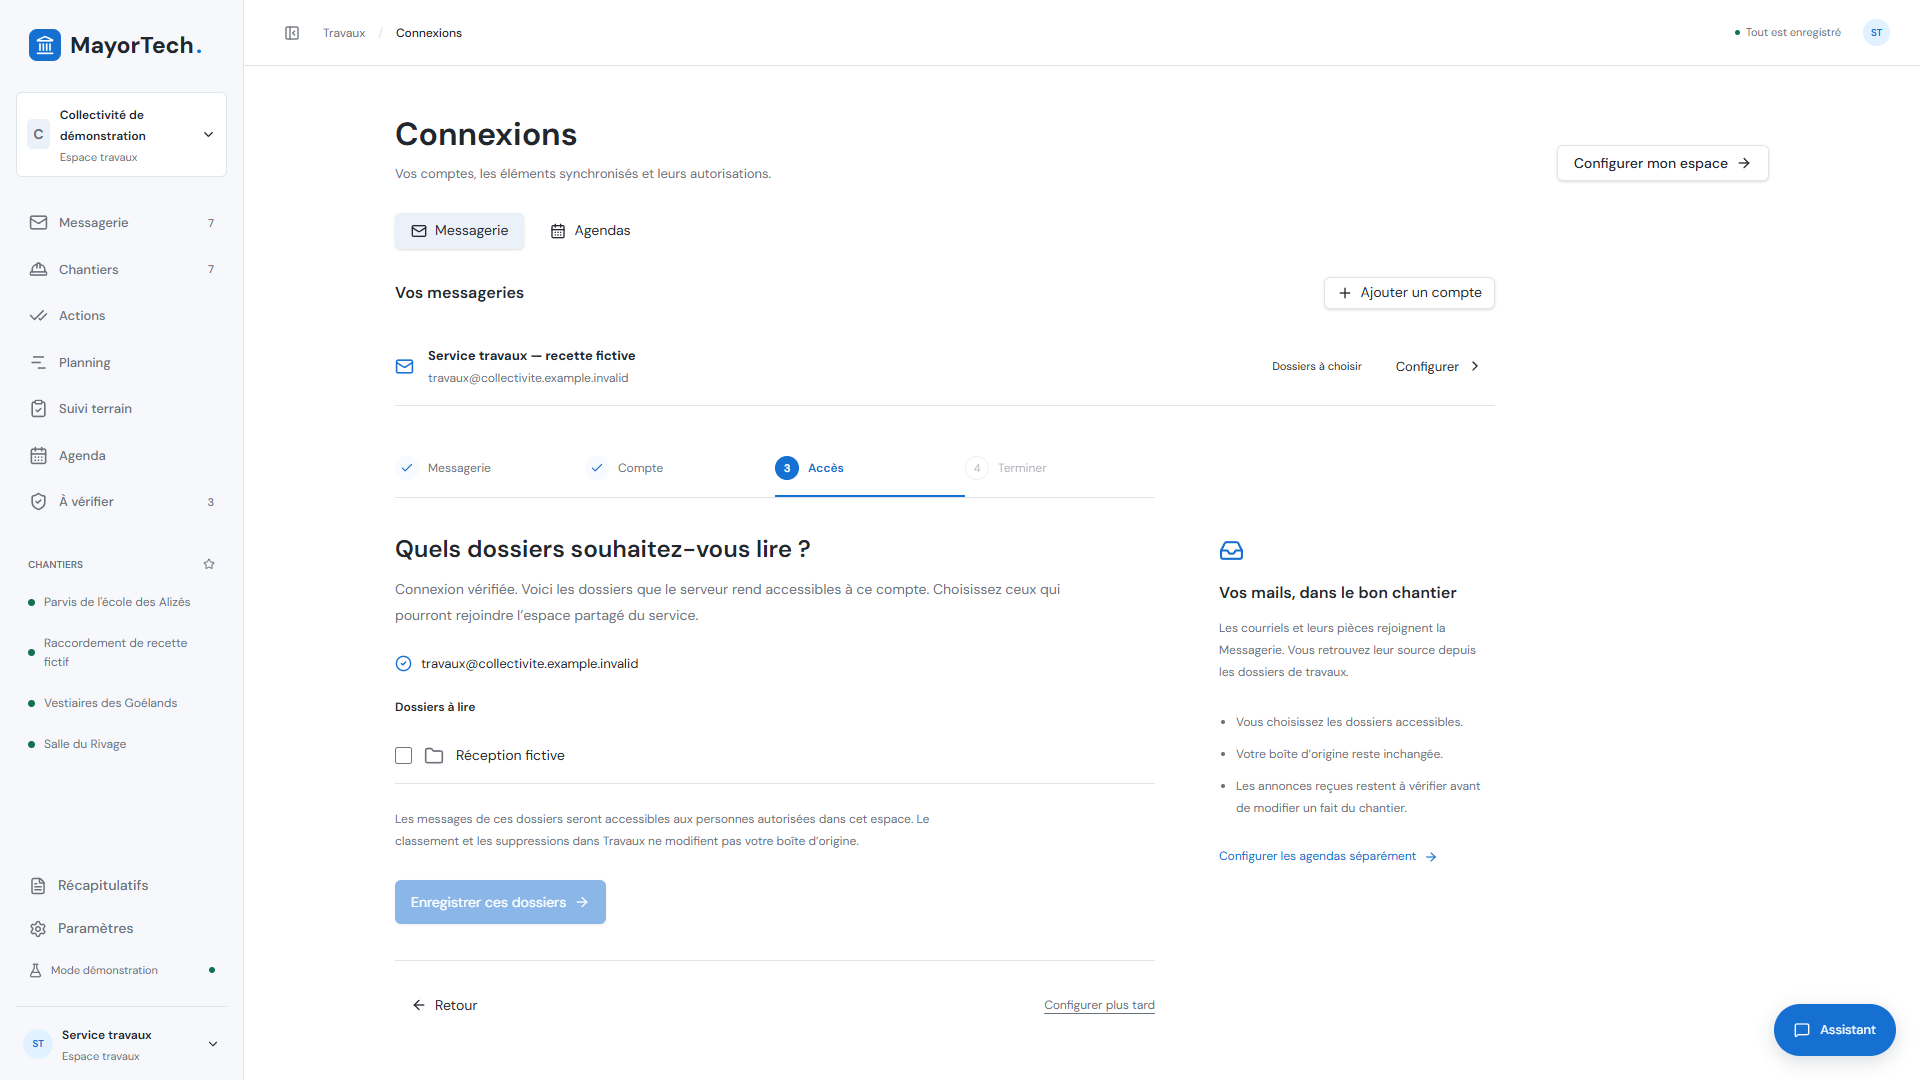 MayorTech.
Collectivité de
démonstration
C
Espace travaux
Messagerie 7
Chantiers 7
Actions
Planning
Suivi terrain
Agenda
À vérifier 3
CHANTIERS
Parvis de l'école des Alizés
Raccordement de recette
fictif
Vestiaires des Goélands
Salle du Rivage
Récapitulatifs
Paramètres
Mode démonstration
ST
Service travaux
Espace travaux
Travaux / Connexions
Tout est enregistré
ST
Connexions
Vos comptes, les éléments synchronisés et leurs autorisations.
Configurer mon espace
Messagerie
Agendas
Vos messageries
Ajouter un compte
Service travaux — recette fictive
travaux@collectivite.example.invalid
Dossiers à choisir
Configurer
Messagerie
Compte
3 Accès
4 Terminer
Quels dossiers souhaitez-vous lire ?
Connexion vérifiée. Voici les dossiers que le serveur rend accessibles à ce compte. Choisissez ceux qui
pourront rejoindre l’espace partagé du service.
travaux@collectivite.example.invalid
Dossiers à lire
Réception fictive
Les messages de ces dossiers seront accessibles aux personnes autorisées dans cet espace. Le
classement et les suppressions dans Travaux ne modifient pas votre boîte d’origine.
Enregistrer ces dossiers
Retour
Configurer plus tard
Vos mails, dans le bon chantier
Les courriels et leurs pièces rejoignent la
Messagerie. Vous retrouvez leur source depuis
les dossiers de travaux.
Vous choisissez les dossiers accessibles.
Votre boîte d’origine reste inchangée.
Les annonces reçues restent à vérifier avant
de modifier un fait du chantier.
Configurer les agendas séparément
Assistant